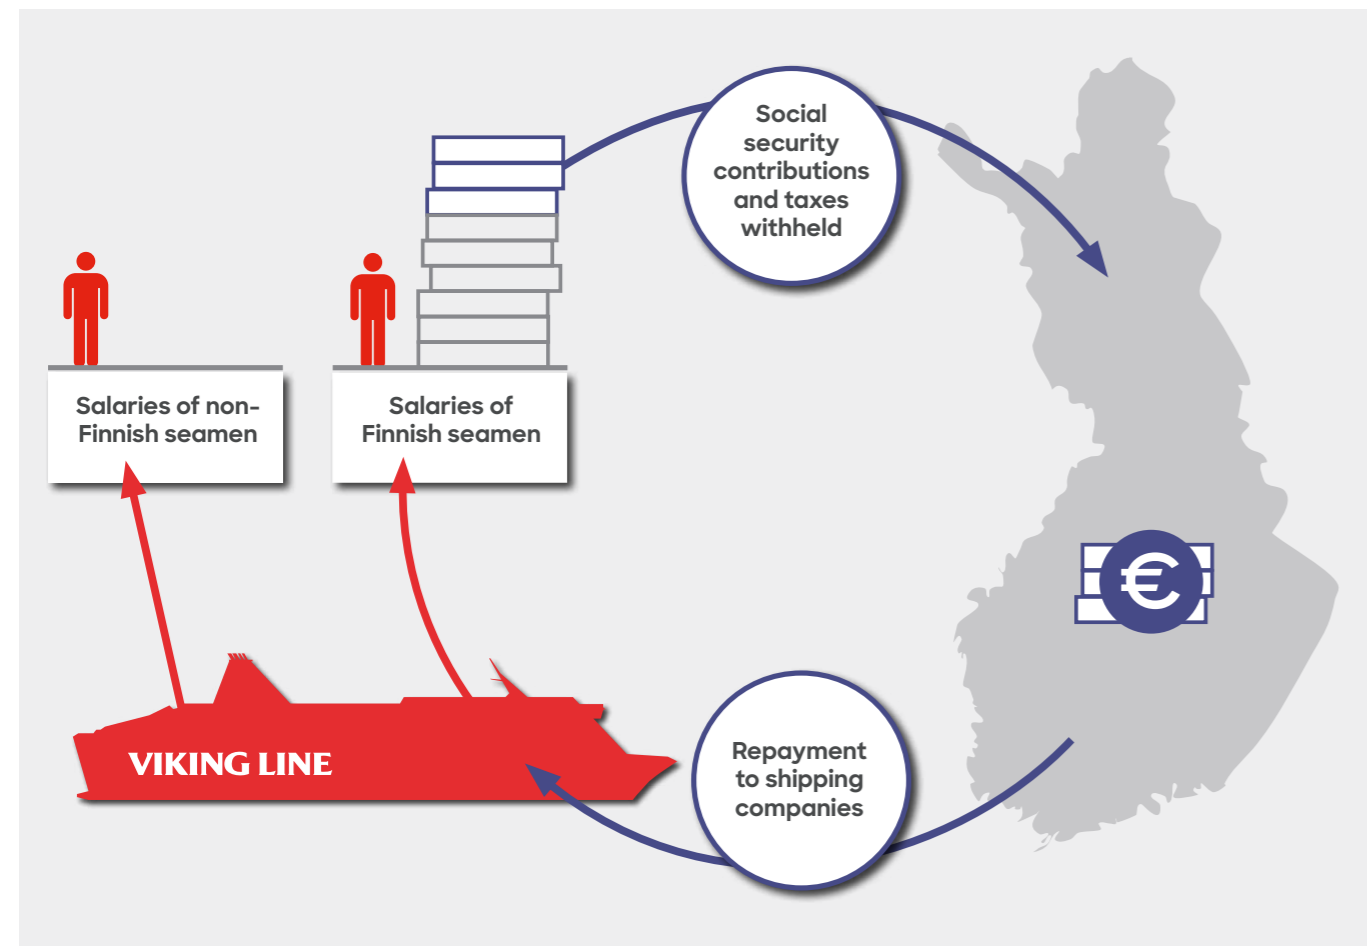 Social
security
contributions
and taxes
withheld
Salaries of non-
Finnish seamen
Salaries of
Finnish seamen
€
VIKING LINE
Repayment
to shipping
companies